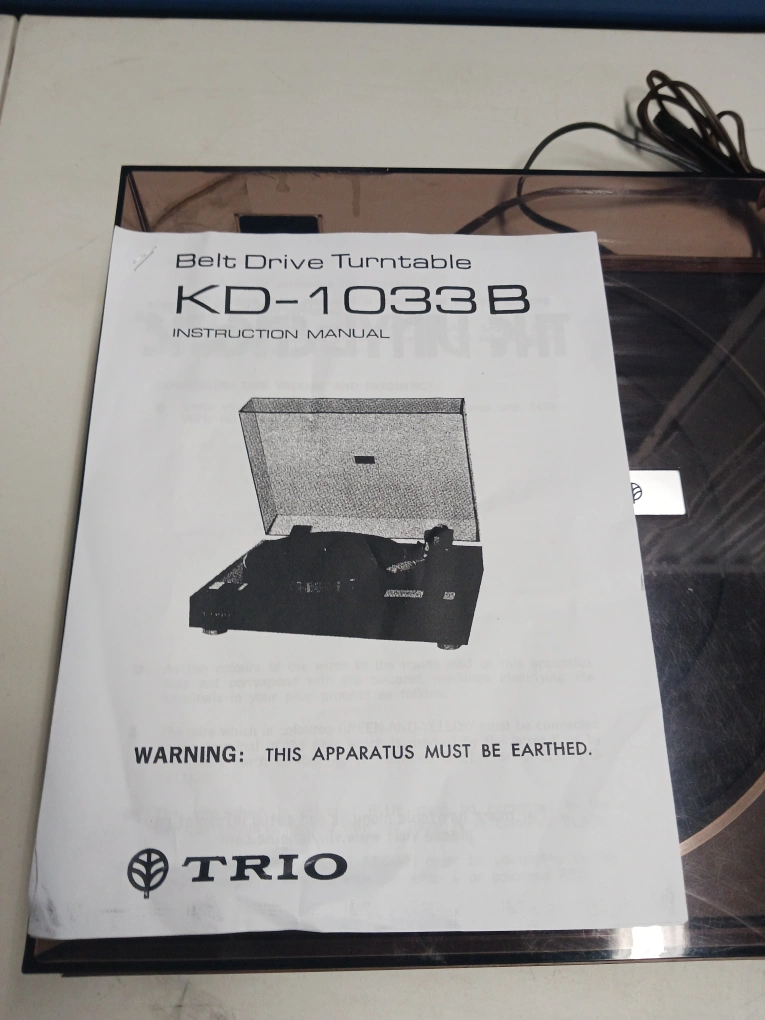 Belt Drive Turntable
KD-1033B
INSTRUCTION MANUAL
WARNING: THIS APPARATUS MUST BE EARTHED.
TRIO